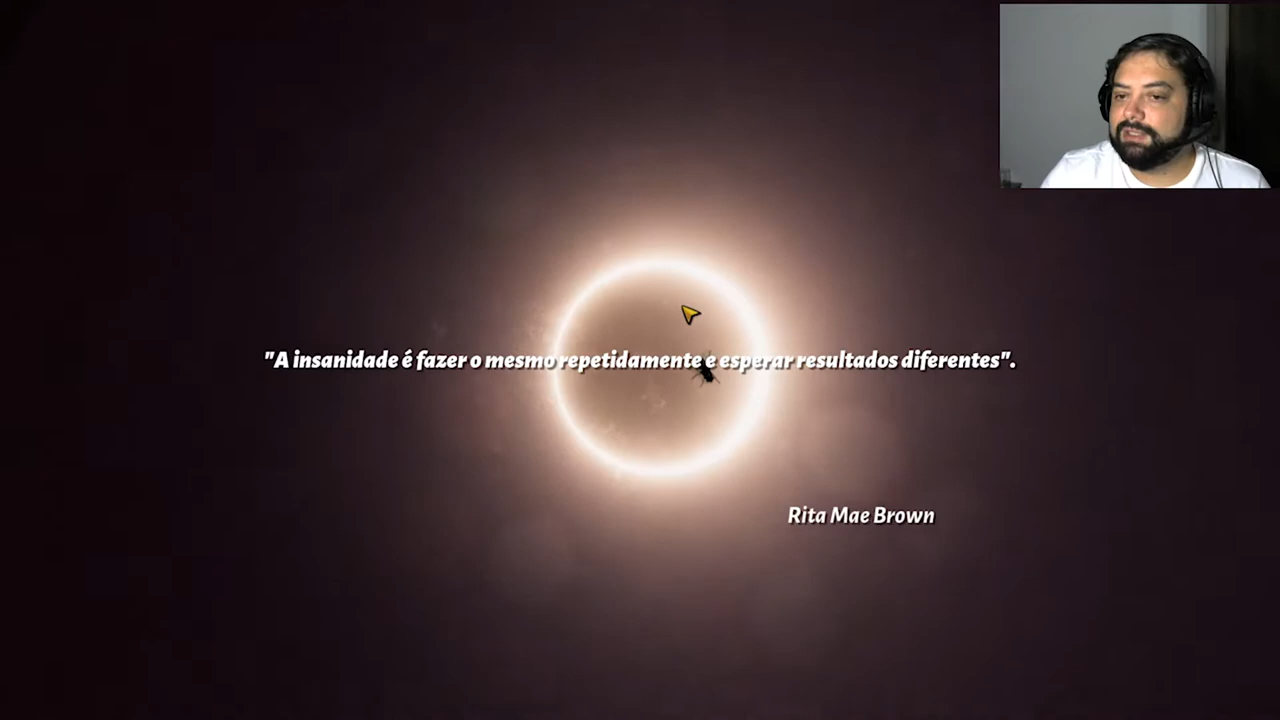 "A insanidade é fazer o mesmo repetidamente e esperar resultados diferentes".
Rita Mae Brown